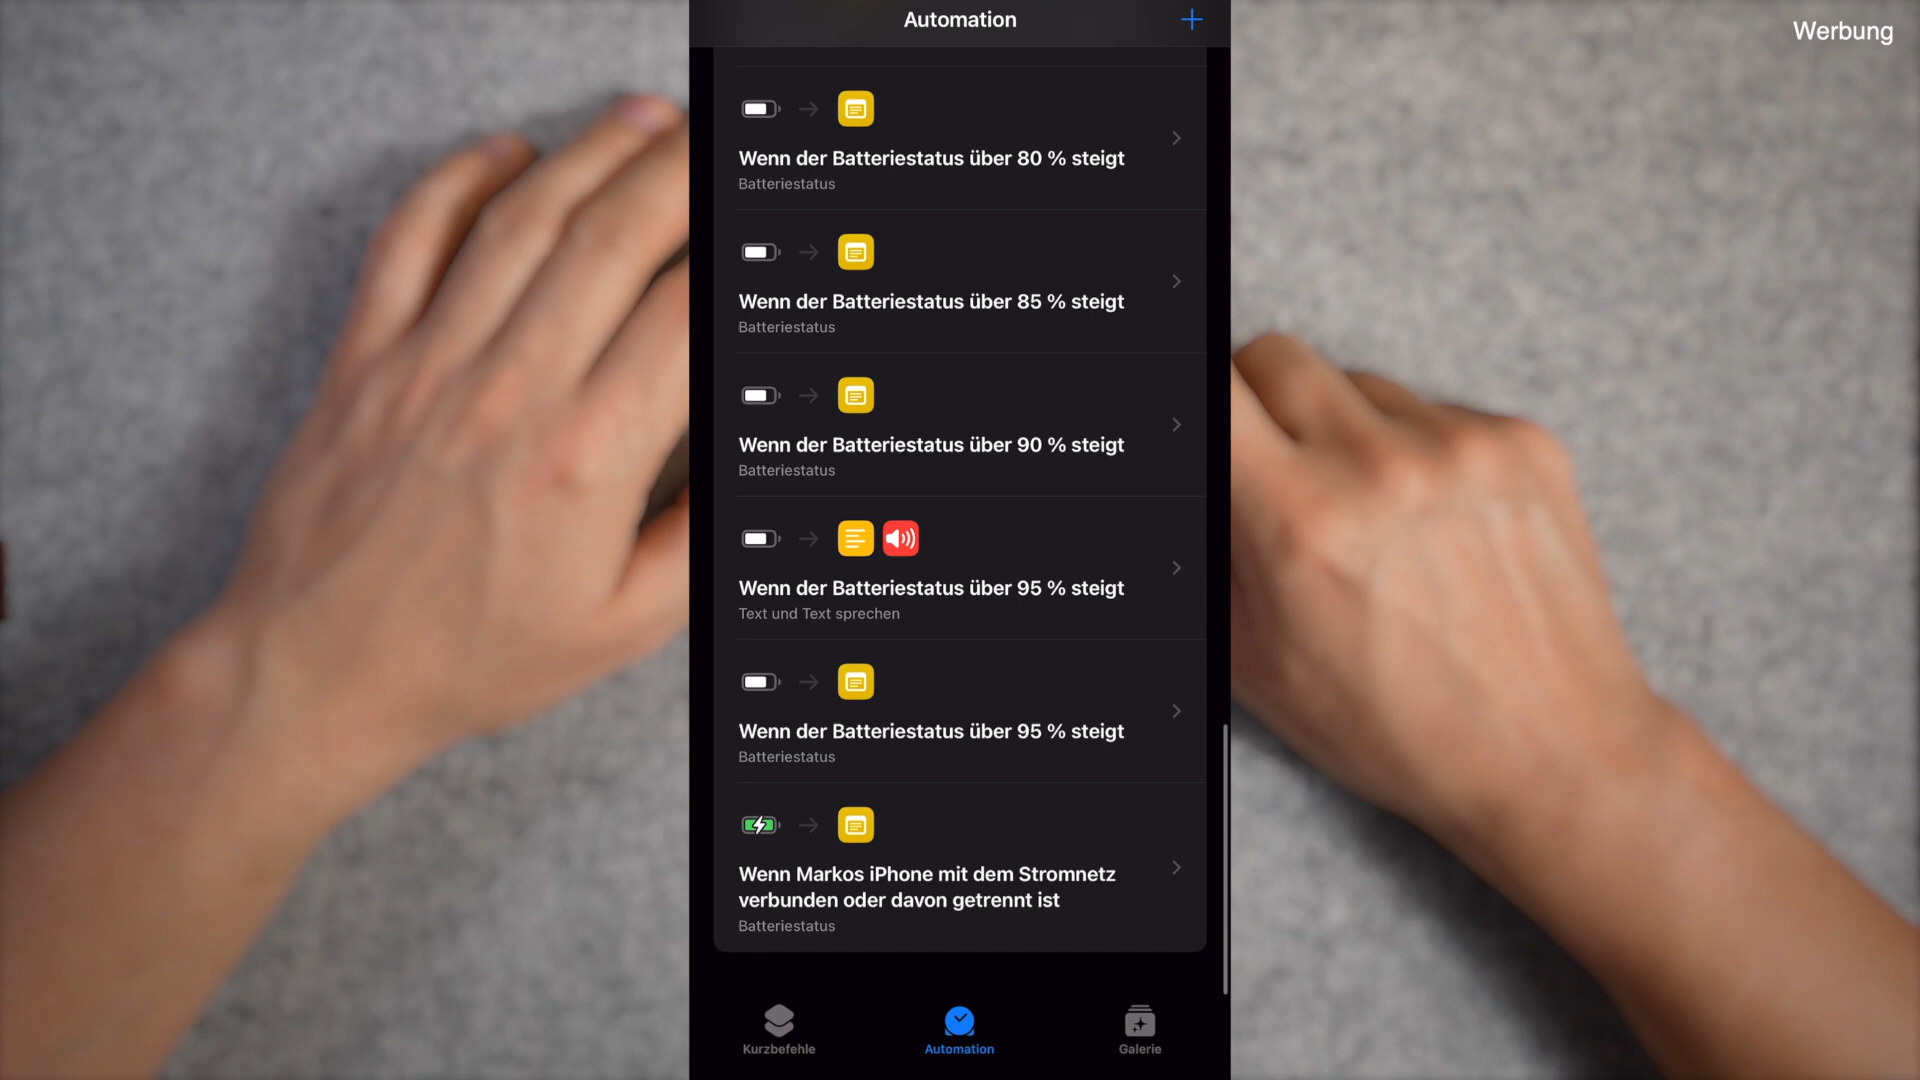 Automation
Werbung
Wenn der Batteriestatus über 80 % steigt
Batteriestatus
Wenn der Batteriestatus über 85 % steigt
Batteriestatus
Wenn der Batteriestatus über 90 % steigt
Batteriestatus
Wenn der Batteriestatus über 95 % steigt
Text und Text sprechen
Wenn der Batteriestatus über 95 % steigt
Batteriestatus
Wenn Markos iPhone mit dem Stromnetz
verbunden oder davon getrennt ist
Batteriestatus
Kurzbefehle
Automation
Galerie